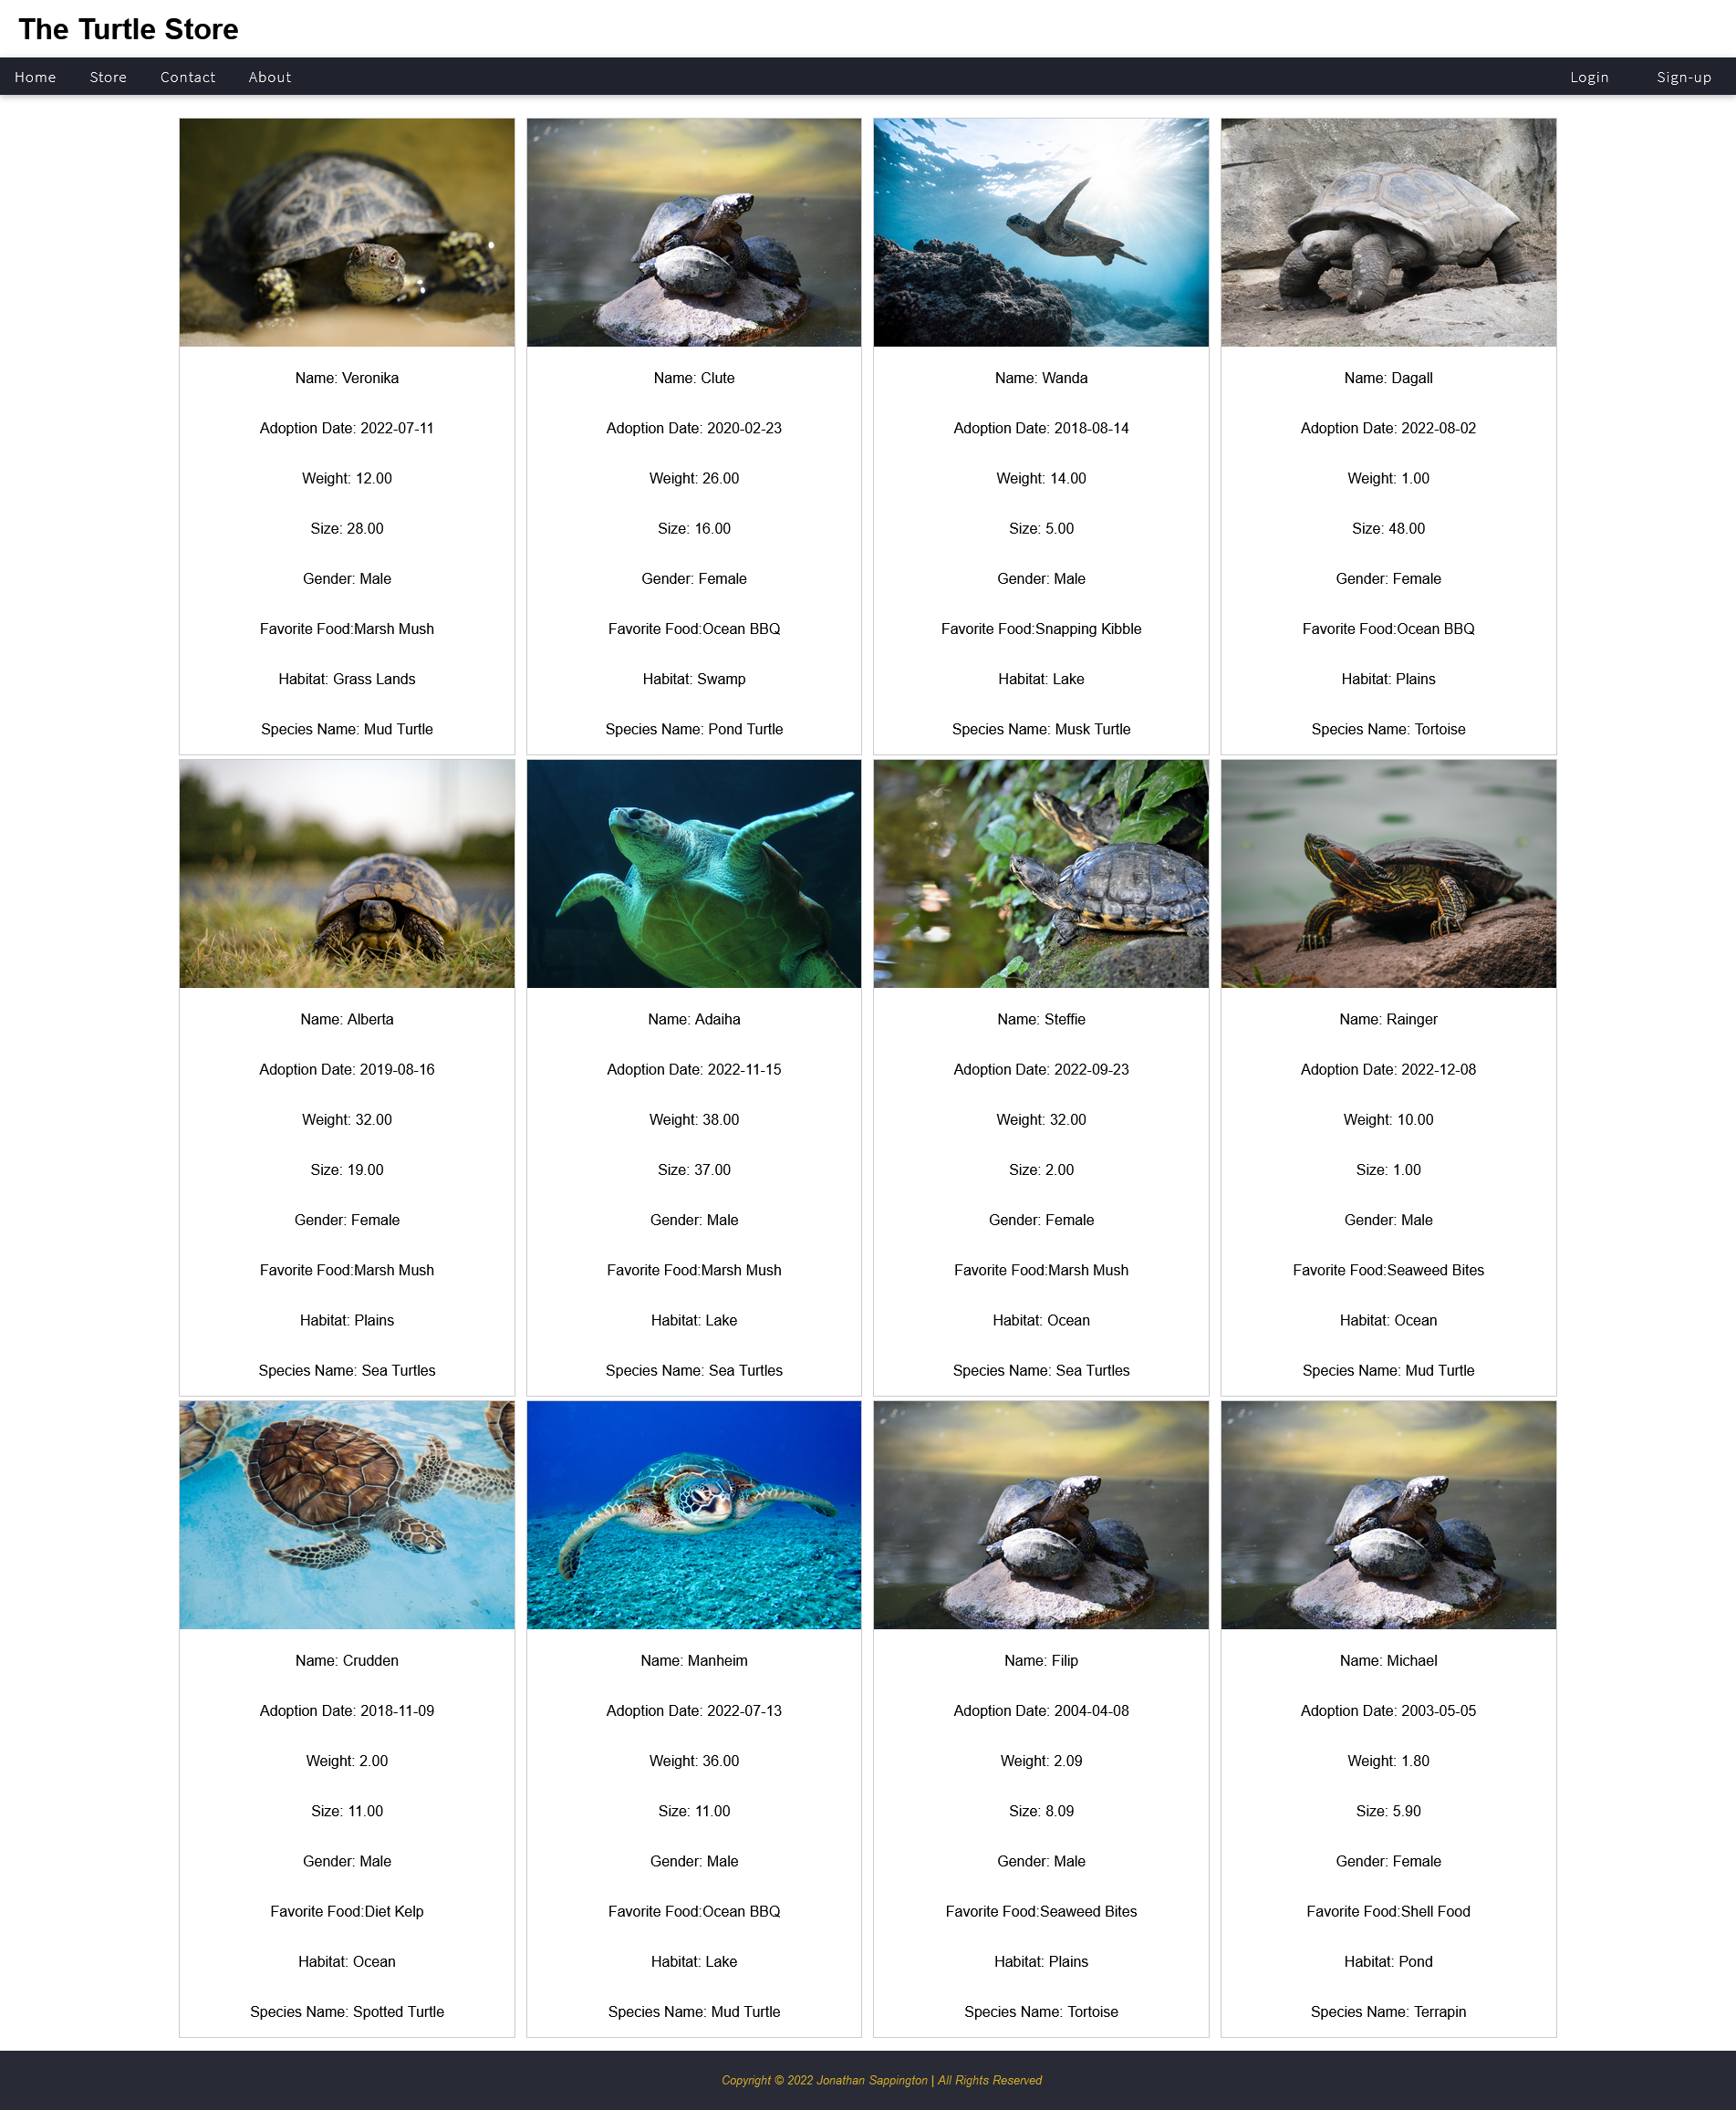 The Turtle Store
Home Store Contact About Login Sign-up
Name: Veronika
Adoption Date: 2022-07-11
Weight: 12.00
Size: 28.00
Gender: Male
Favorite Food:Marsh Mush
Habitat: Grass Lands
Species Name: Mud Turtle
Name: Clute
Adoption Date: 2020-02-23
Weight: 26.00
Size: 16.00
Gender: Female
Favorite Food:Ocean BBQ
Habitat: Swamp
Species Name: Pond Turtle
Name: Wanda
Adoption Date: 2018-08-14
Weight: 14.00
Size: 5.00
Gender: Male
Favorite Food:Snapping Kibble
Habitat: Lake
Species Name: Musk Turtle
Name: Dagall
Adoption Date: 2022-08-02
Weight: 1.00
Size: 48.00
Gender: Female
Favorite Food:Ocean BBQ
Habitat: Plains
Species Name: Tortoise
Name: Alberta
Adoption Date: 2019-08-16
Weight: 32.00
Size: 19.00
Gender: Female
Favorite Food:Marsh Mush
Habitat: Plains
Species Name: Sea Turtles
Name: Adaiha
Adoption Date: 2022-11-15
Weight: 38.00
Size: 37.00
Gender: Male
Favorite Food:Marsh Mush
Habitat: Lake
Species Name: Sea Turtles
Name: Steffie
Adoption Date: 2022-09-23
Weight: 32.00
Size: 2.00
Gender: Female
Favorite Food:Marsh Mush
Habitat: Ocean
Species Name: Sea Turtles
Name: Rainger
Adoption Date: 2022-12-08
Weight: 10.00
Size: 1.00
Gender: Male
Favorite Food:Seaweed Bites
Habitat: Ocean
Species Name: Mud Turtle
Name: Crudden
Adoption Date: 2018-11-09
Weight: 2.00
Size: 11.00
Gender: Male
Favorite Food:Diet Kelp
Habitat: Ocean
Species Name: Spotted Turtle
Name: Manheim
Adoption Date: 2022-07-13
Weight: 36.00
Size: 11.00
Gender: Male
Favorite Food:Ocean BBQ
Habitat: Lake
Species Name: Mud Turtle
Name: Filip
Adoption Date: 2004-04-08
Weight: 2.09
Size: 8.09
Gender: Male
Favorite Food:Seaweed Bites
Habitat: Plains
Species Name: Tortoise
Name: Michael
Adoption Date: 2003-05-05
Weight: 1.80
Size: 5.90
Gender: Female
Favorite Food:Shell Food
Habitat: Pond
Species Name: Terrapin
Copyright © 2022 Jonathan Sappington | All Rights Reserved